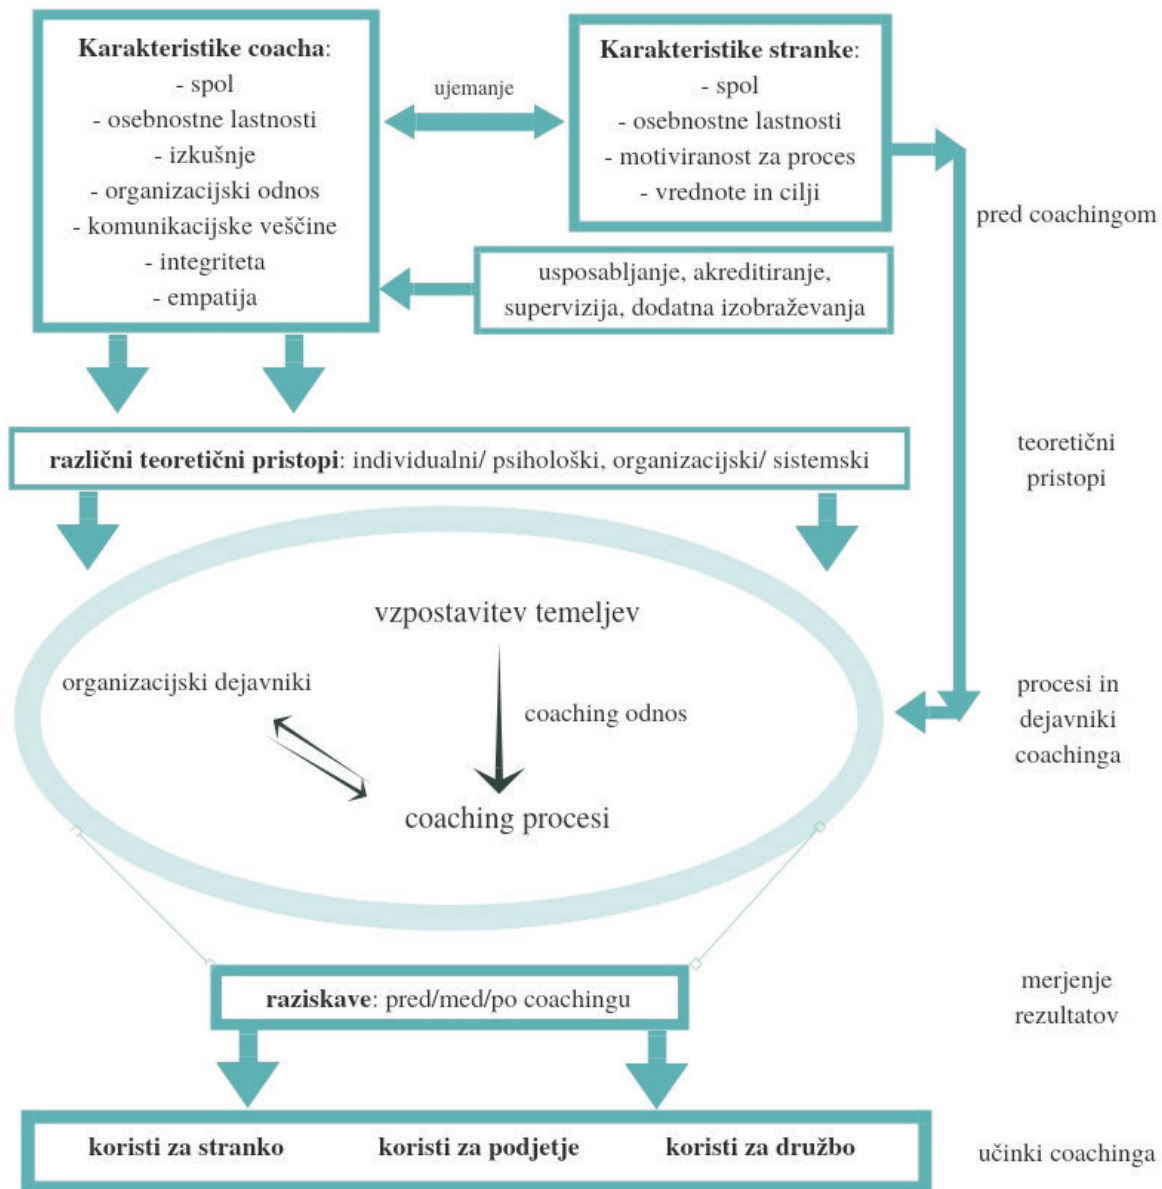 Karakteristike coacha:
- spol
- osebnostne lastnosti
- izkušnje
- organizacijski odnos
- komunikacijske veščine
- integriteta
- empatija
ujemanje
Karakteristike stranke:
- spol
- osebnostne lastnosti
- motiviranost za proces
- vrednote in cilji
pred coachingom
usposabljanje, akreditiranje,
supervizija, dodatna izobraževanja
različni teoretični pristopi: individualni/ psihološki, organizacijski/ sistemski
teoretični
pristopi
vzpostavitev temeljev
organizacijski dejavniki
coaching odnos
coaching procesi
procesi in
dejavniki
coachinga
raziskave: pred/med/po coachingu
merjenje
rezultatov
koristi za stranko
koristi za podjetje
koristi za družbo
učinki coachinga